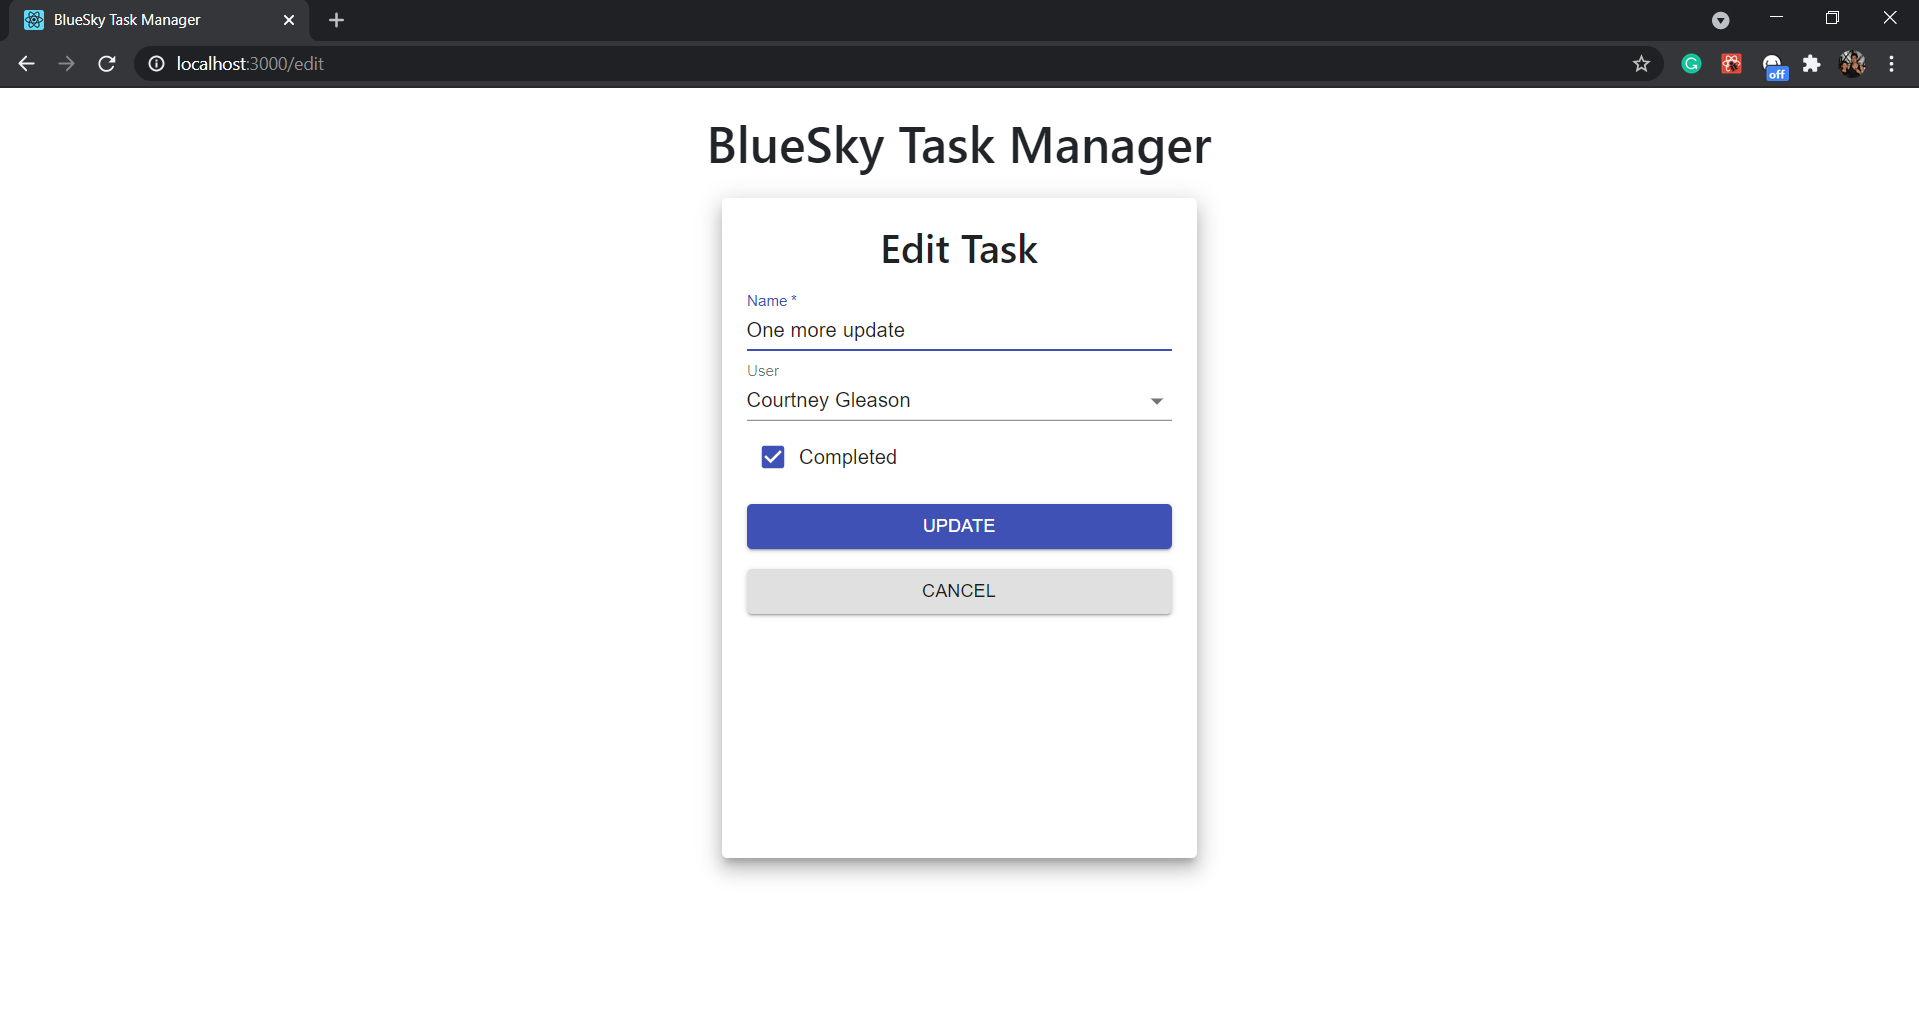 BlueSky Task Manager
localhost:3000/edit
off
BlueSky Task Manager
Edit Task
Name *
One more update
User
Courtney Gleason
Completed
UPDATE
CANCEL